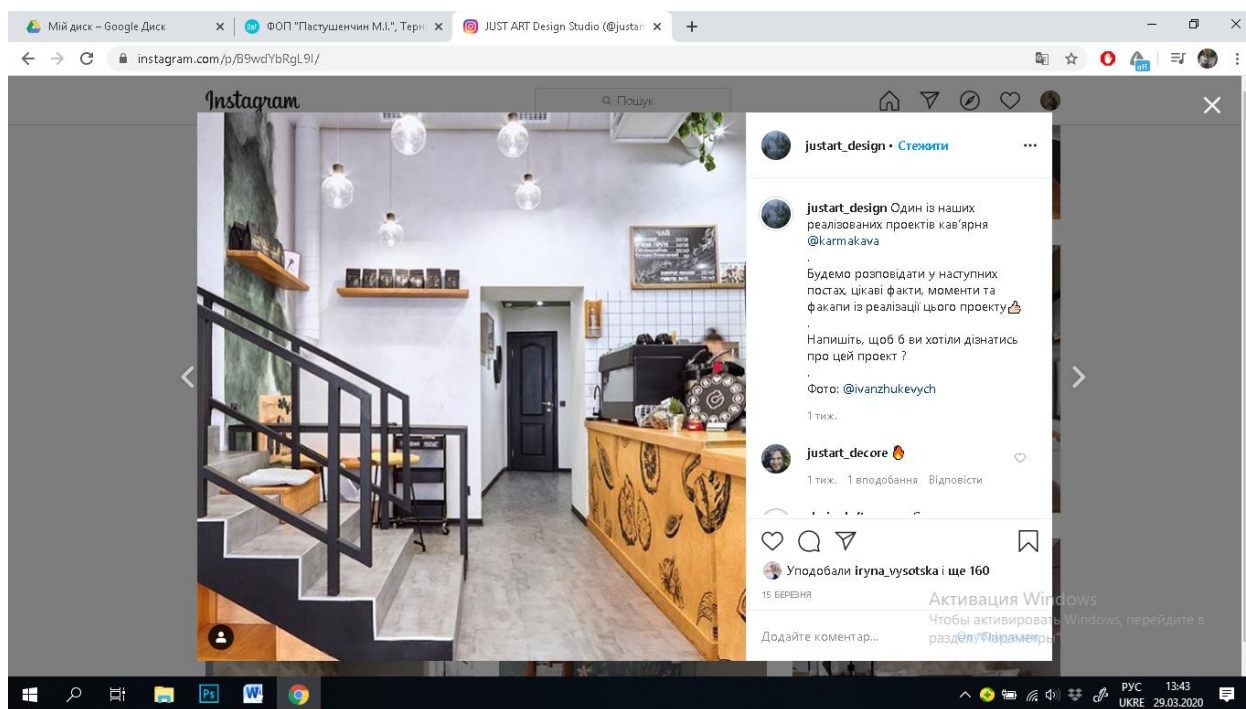 Мій диск – Google Диск
ФОП "Пастушенчин М.І.", Терн
JUST ART Design Studio (@justar
instagram.com/p/B9wdYbRgL9I/
off
Instagram
Пошук
justart_design • Стежити
justart_design Один із наших
реалізованих проектів кав’ярня
@karmakava
.
Будемо розповідати у наступних
постах, цікаві факти, моменти та
факапи із реалізації цього проекту
.
Напишіть, щоб б ви хотіли дізнатись
про цей проект ?
.
Фото: @ivanzhukevych
1 тиж.
justart_decore
1 тиж. 1 вподобання Відповісти
Уподобали iryna_vysotska і ще 160
15 БЕРЕЗНЯ
Додайте коментар...
Опублікувати
Активация Windows
Чтобы активировать Windows, перейдите в
раздел "Параметры".
ЧАЙ
Ps
W
РУС
UKRE
13:43
29.03.2020